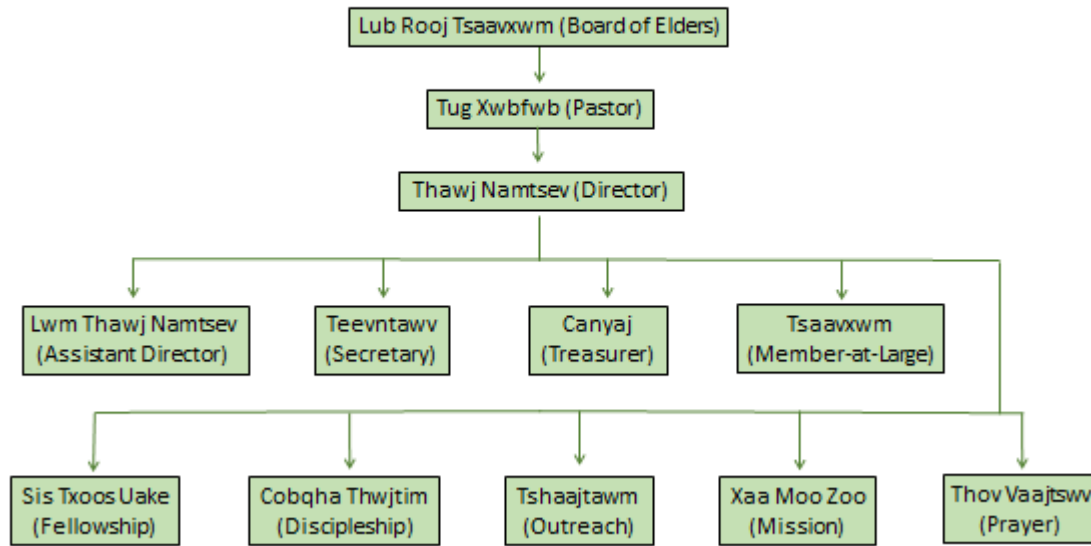 Lub Rooj Tsaavxwm (Board of Elders)
Tug Xwbfwb (Pastor)
Thawj Namtsev (Director)
Lwm Thawj Namtsev
(Assistant Director)
Teevntawv
(Secretary)
Canyaj
(Treasurer)
Tsaavxwm
(Member-at-Large)
Sis Txoos Uake
(Fellowship)
Cobqha Thwjtim
(Discipleship)
Tshaajtawm
(Outreach)
Xaa Moo Zoo
(Mission)
Thov Vaajtswv
(Prayer)